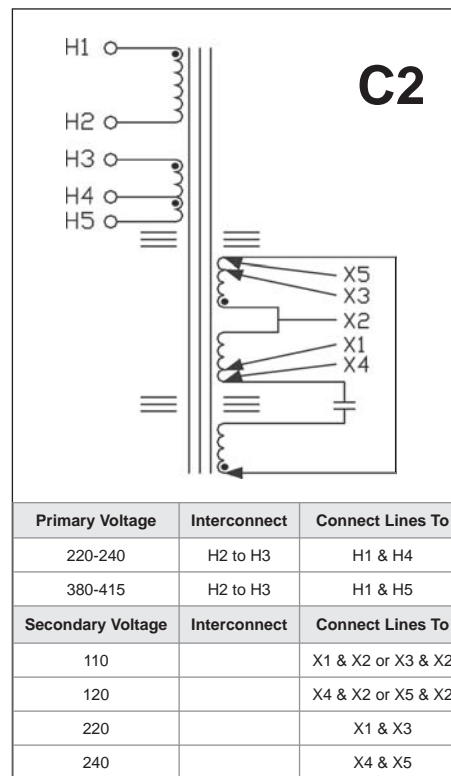 C2
H1
H2
H3
H4
H5
X5
X3
X2
X1
X4
Primary Voltage Interconnect Connect Lines To
220-240 H2 to H3 H1 & H4
380-415 H2 to H3 H1 & H5
Secondary Voltage Interconnect Connect Lines To
110 X1 & X2 or X3 & X2
120 X4 & X2 or X5 & X2
220 X1 & X3
240 X4 & X5